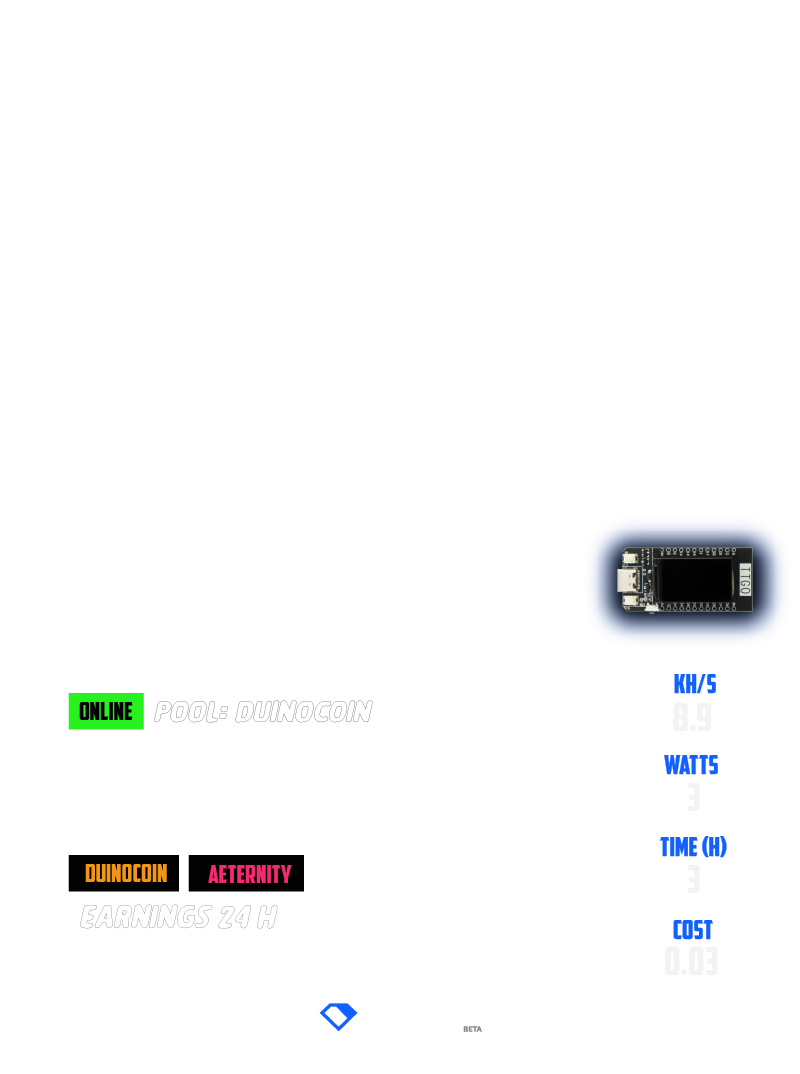 TTGO
KH/S
8.9
ONLINE POOL: DUINOCOIN
WATTS
3
TIME (H)
3
DUINOCOIN AETERNITY
EARNINGS 24 H
COST
0.03
BETA